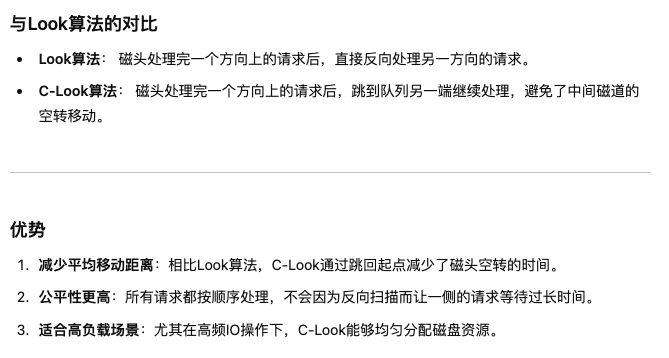 与Look算法的对比
• Look算法： 磁头处理完一个方向上的请求后，直接反向处理另一方向的请求。
• C-Look算法： 磁头处理完一个方向上的请求后，跳到队列另一端继续处理，避免了中间磁道的
空转移动。
优势
1. 减少平均移动距离：相比Look算法，C-Look通过跳回起点减少了磁头空转的时间。
2. 公平性更高：所有请求都按顺序处理，不会因为反向扫描而让一侧的请求等待过长时间。
3. 适合高负载场景：尤其在高频IO操作下，C-Look能够均匀分配磁盘资源。